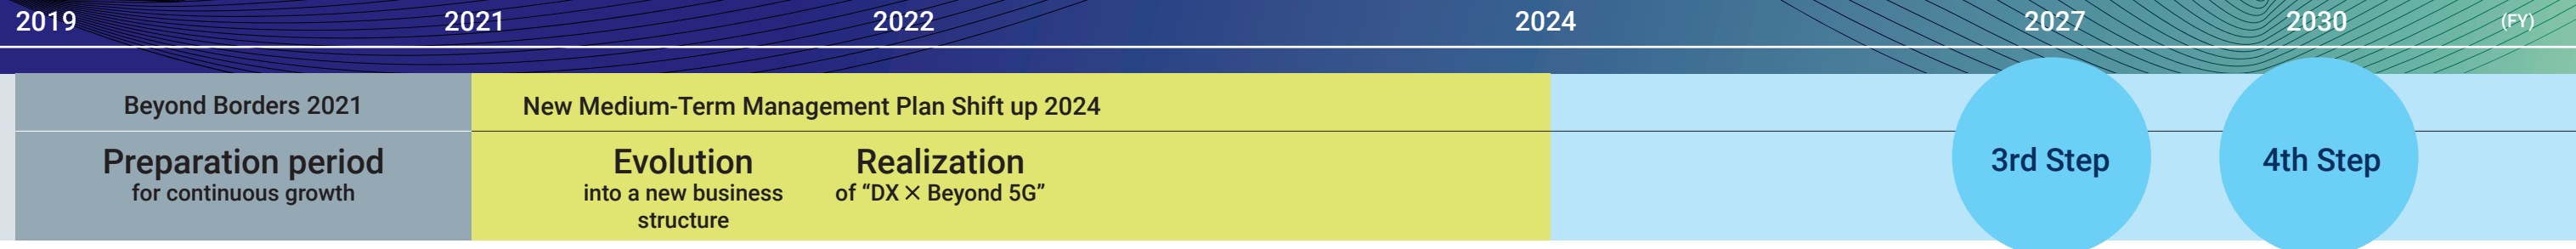 2019 2021 2022 2024 2027 2030 (FY)
Beyond Borders 2021
Preparation period
for continuous growth
New Medium-Term Management Plan Shift up 2024
Evolution
into a new business
structure
Realization
of “DX × Beyond 5G”
3rd Step
4th Step